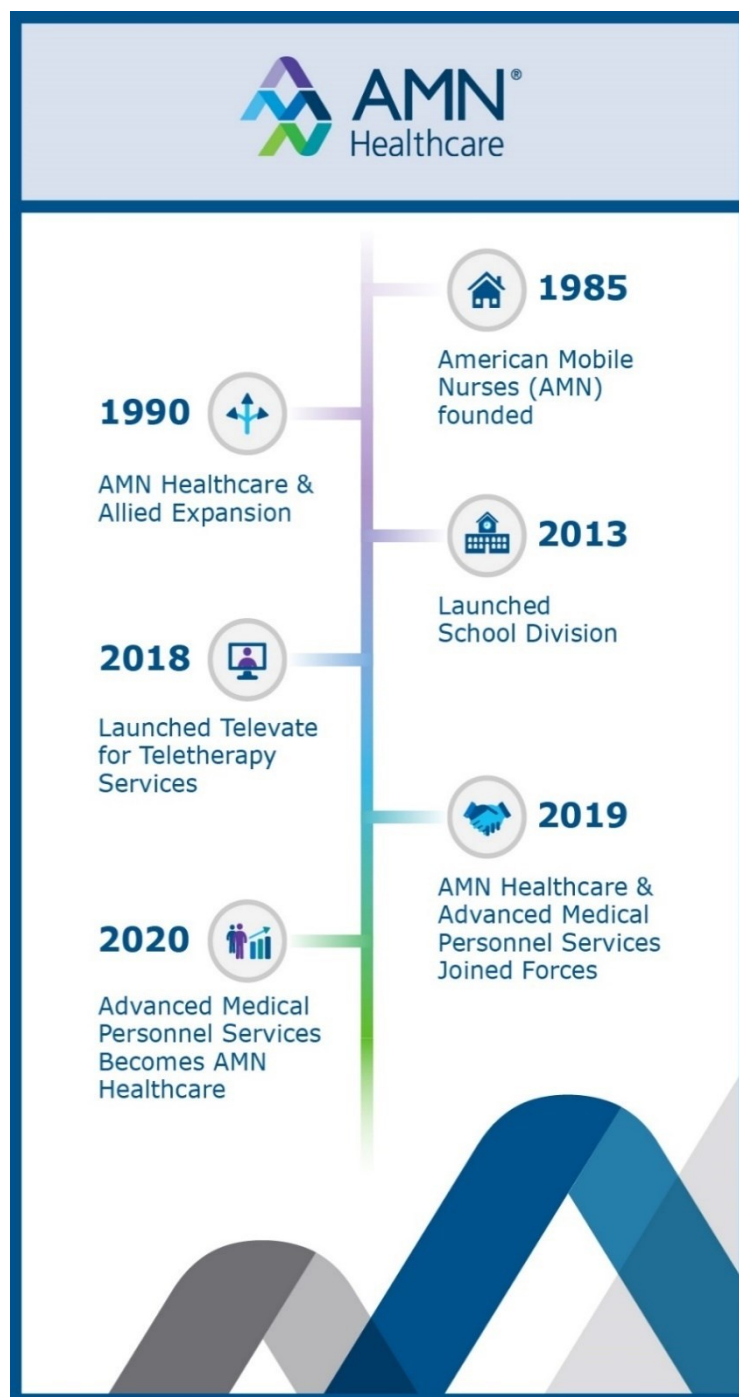 AMN®
Healthcare
1985
American Mobile
Nurses (AMN)
founded
1990
AMN Healthcare &
Allied Expansion
2013
Launched
School Division
2018
Launched Televate
for Teletherapy
Services
2019
AMN Healthcare &
Advanced Medical
Personnel Services
Joined Forces
2020
Advanced Medical
Personnel Services
Becomes AMN
Healthcare